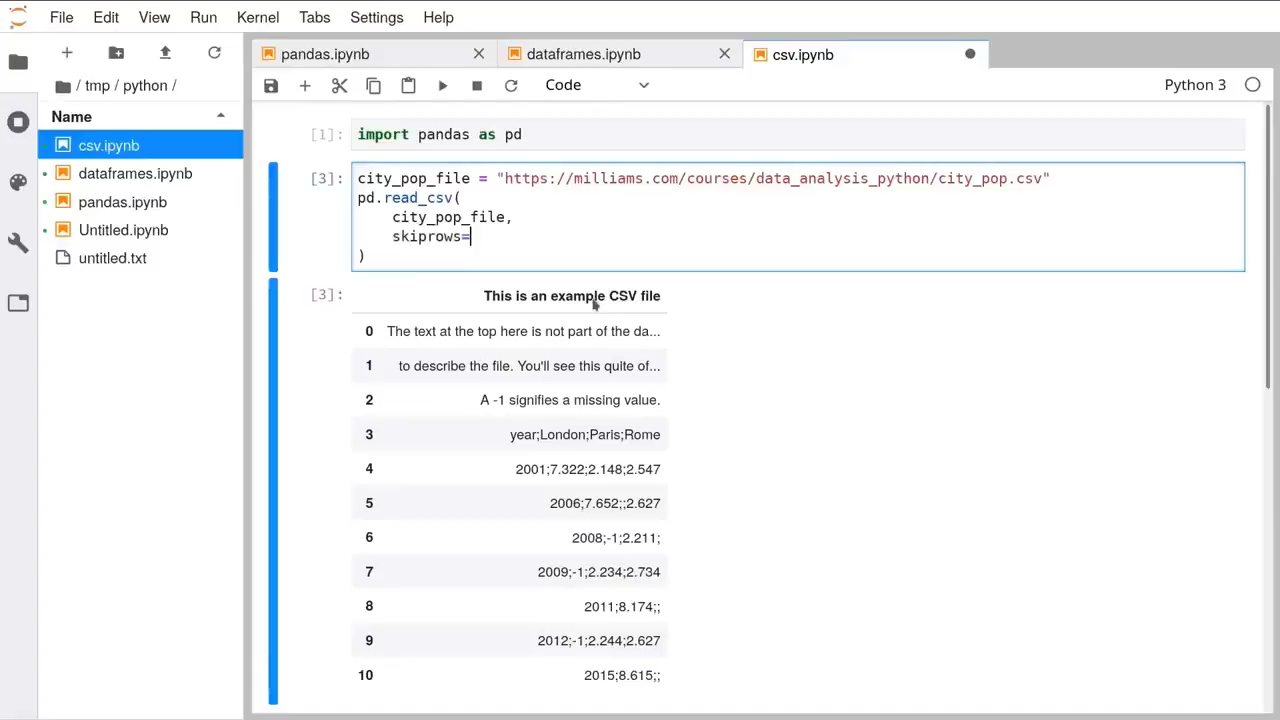 File Edit View Run Kernel Tabs Settings Help
pandas.ipynb dataframes.ipynb csv.ipynb
/ tmp / python /
Code Python 3
Name
csv.ipynb
dataframes.ipynb
pandas.ipynb
Untitled.ipynb
untitled.txt
[1]: import pandas as pd
[3]: city_pop_file = "https://milliams.com/courses/data_analysis_python/city_pop.csv"
pd.read_csv(
city_pop_file,
skiprows=
)
[3]: This is an example CSV file
0 The text at the top here is not part of the da...
1 to describe the file. You'll see this quite of...
2 A -1 signifies a missing value.
3 year;London;Paris;Rome
4 2001;7.322;2.148;2.547
5 2006;7.652;;2.627
6 2008;-1;2.211;
7 2009;-1;2.234;2.734
8 2011;8.174;;
9 2012;-1;2.244;2.627
10 2015;8.615;;